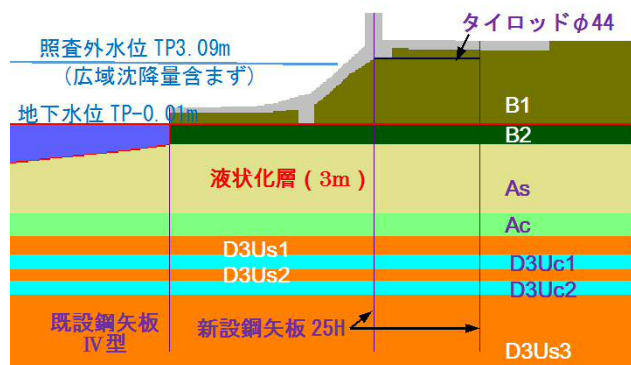 タイロッドφ44
照査外水位 TP3.09m
(広域沈降量含まず)
地下水位 TP-0.01m
B1
B2
液状化層(3m)
As
Ac
D3Us1
D3Uc1
D3Us2
D3Uc2
既設鋼矢板
Ⅳ型
新設鋼矢板 25H
D3Us3